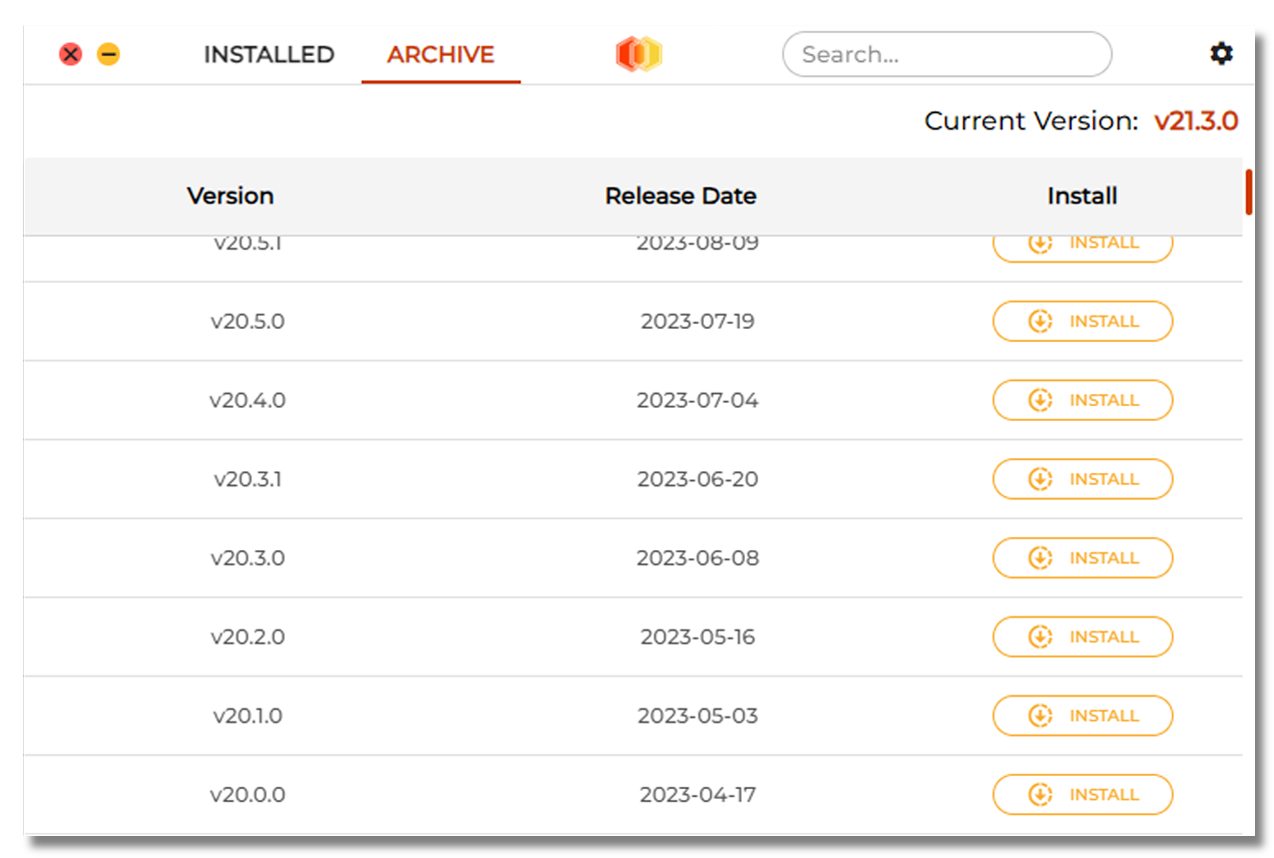 INSTALLED ARCHIVE Search...
Current Version: v21.3.0
Version Release Date Install
v20.5.1 2023-08-09 INSTALL
v20.5.0 2023-07-19 INSTALL
v20.4.0 2023-07-04 INSTALL
v20.3.1 2023-06-20 INSTALL
v20.3.0 2023-06-08 INSTALL
v20.2.0 2023-05-16 INSTALL
v20.1.0 2023-05-03 INSTALL
v20.0.0 2023-04-17 INSTALL